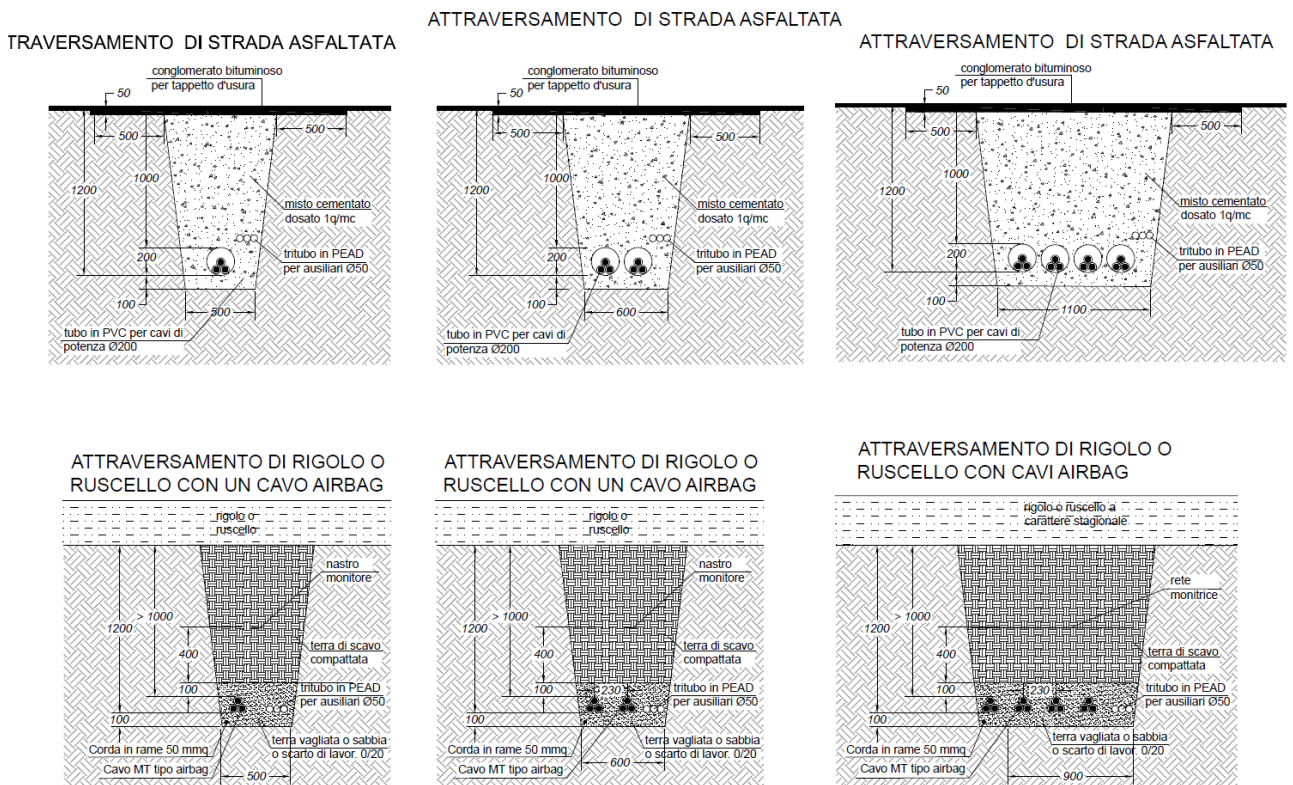 TRAVERSAMENTO DI STRADA ASFALTATA
conglomerato bituminoso
per tappetto d'usura
50
500
500
1000
1200
misto cementato
dosato 1q/mc
200
tritubo in PEAD
per ausiliari Ø50
100
500
tubo in PVC per cavi di
potenza Ø200
ATTRAVERSAMENTO DI STRADA ASFALTATA
conglomerato bituminoso
per tappetto d'usura
50
500
500
1000
1200
misto cementato
dosato 1q/mc
200
tritubo in PEAD
per ausiliari Ø50
100
600
tubo in PVC per cavi di
potenza Ø200
ATTRAVERSAMENTO DI STRADA ASFALTATA
conglomerato bituminoso
per tappetto d'usura
50
500
500
1000
1200
misto cementato
dosato 1q/mc
200
tritubo in PEAD
per ausiliari Ø50
100
1100
tubo in PVC per cavi di
potenza Ø200
ATTRAVERSAMENTO DI RIGOLO O
RUSCELLO CON UN CAVO AIRBAG
rigolo o
ruscello
nastro
monitore
> 1000
1200
400
terra di scavo
compattata
100
tritubo in PEAD
per ausiliari Ø50
100
terra vagliata o sabbia
o scarto di lavor. 0/20
Corda in rame 50 mmq
Cavo MT tipo airbag
500
ATTRAVERSAMENTO DI RIGOLO O
RUSCELLO CON UN CAVO AIRBAG
rigolo o
ruscello
nastro
monitore
> 1000
1200
400
terra di scavo
compattata
100
230
tritubo in PEAD
per ausiliari Ø50
100
terra vagliata o sabbia
o scarto di lavor. 0/20
Corda in rame 50 mmq
Cavo MT tipo airbag
600
ATTRAVERSAMENTO DI RIGOLO O
RUSCELLO CON CAVI AIRBAG
rigolo o ruscello a
carattere stagionale
rete
monitrice
> 1000
1200
400
terra di scavo
compattata
100
230
tritubo in PEAD
per ausiliari Ø50
100
terra vagliata o sabbia
o scarto di lavor. 0/20
Corda in rame 50 mmq
Cavo MT tipo airbag
900